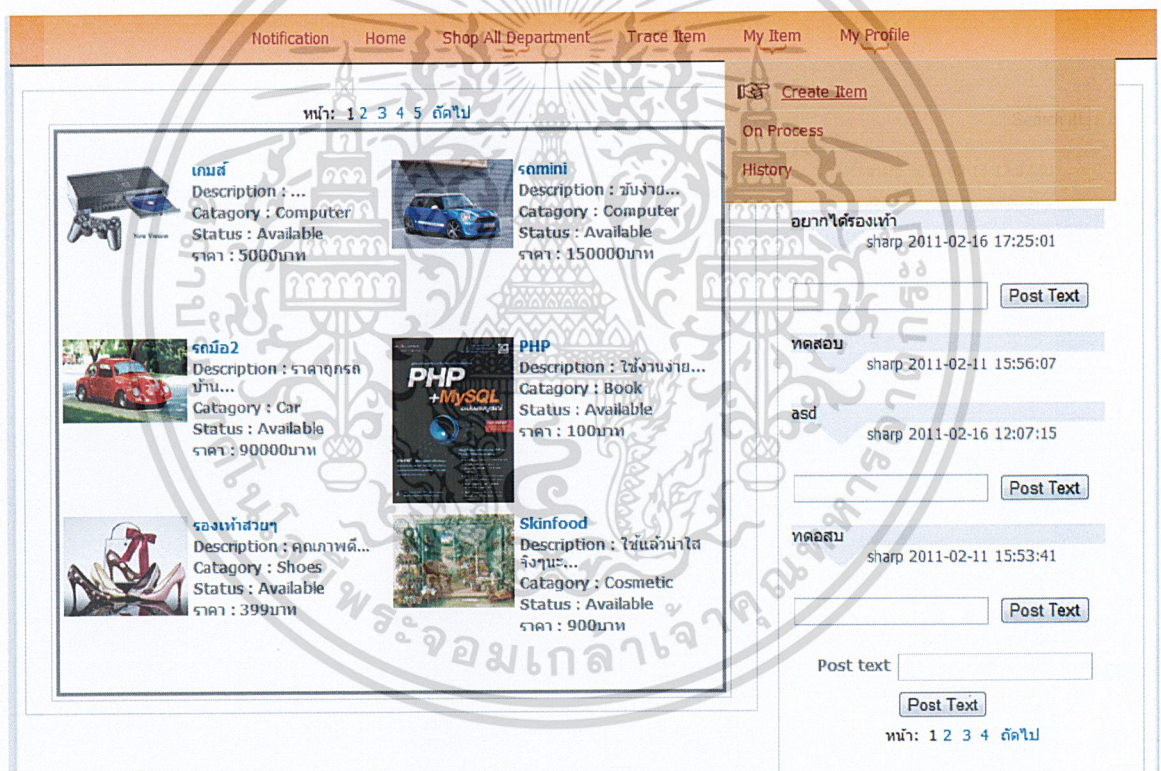 Notification Home Shop All Department Trace Item My Item My Profile
Create Item
On Process
History
หน้า: 1 2 3 4 5 ถัดไป
เกมส์
Description : ...
Catagory : Computer
Status : Available
ราคา : 5000บาท
รถmini
Description : ขับง่าย...
Catagory : Computer
Status : Available
ราคา : 150000บาท
รถมือ2
Description : ราคาถูกรถ
บ้าน...
Catagory : Car
Status : Available
ราคา : 90000บาท
PHP
+MySQL
PHP
Description : ใช้งานง่าย...
Catagory : Book
Status : Available
ราคา : 100บาท
รองเท้าสวยๆ
Description : คุณภาพดี...
Catagory : Shoes
Status : Available
ราคา : 399บาท
Skinfood
Description : ใช้แล้วน่าใส
จิงๆนะ...
Catagory : Cosmetic
Status : Available
ราคา : 900บาท
อยากได้รองเท้า
sharp 2011-02-16 17:25:01
Post Text
ทดสอบ
sharp 2011-02-11 15:56:07
asd
sharp 2011-02-16 12:07:15
Post Text
ทดอสบ
sharp 2011-02-11 15:53:41
Post Text
Post text
Post Text
หน้า: 1 2 3 4 ถัดไป